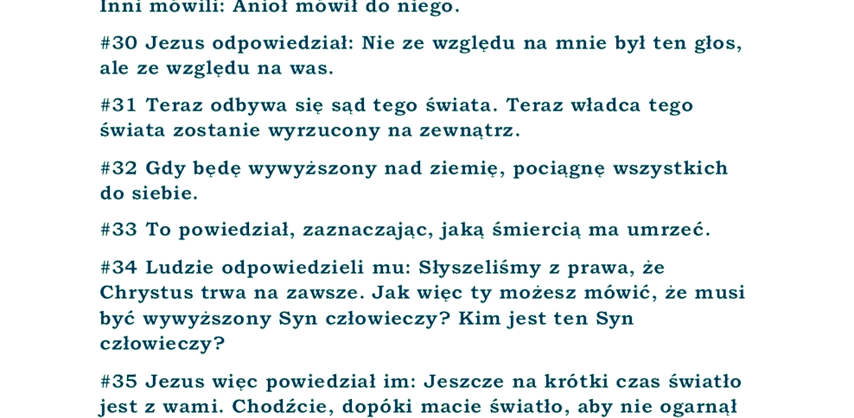 Inni mówili: Anioł mówił do niego.
#30 Jezus odpowiedział: Nie ze względu na mnie był ten głos,
ale ze względu na was.
#31 Teraz odbywa się sąd tego świata. Teraz władca tego
świata zostanie wyrzucony na zewnątrz.
#32 Gdy będę wywyższony nad ziemię, pociągnę wszystkich
do siebie.
#33 To powiedział, zaznaczając, jaką śmiercią ma umrzeć.
#34 Ludzie odpowiedzieli mu: Słyszeliśmy z prawa, że
Chrystus trwa na zawsze. Jak więc ty możesz mówić, że musi
być wywyższony Syn człowieczy? Kim jest ten Syn
człowieczy?
#35 Jezus więc powiedział im: Jeszcze na krótki czas światło
jest z wami. Chodźcie, dopóki macie światło, aby nie ogarnął